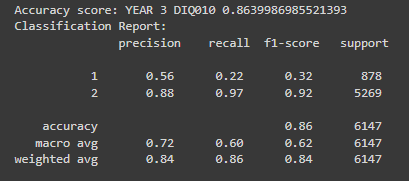 Accuracy score: YEAR 3 DIQ010 0.8639986985521393
Classification Report:
precision recall f1-score support
1 0.56 0.22 0.32 878
2 0.88 0.97 0.92 5269
accuracy 0.86 6147
macro avg 0.72 0.60 0.62 6147
weighted avg 0.84 0.86 0.84 6147